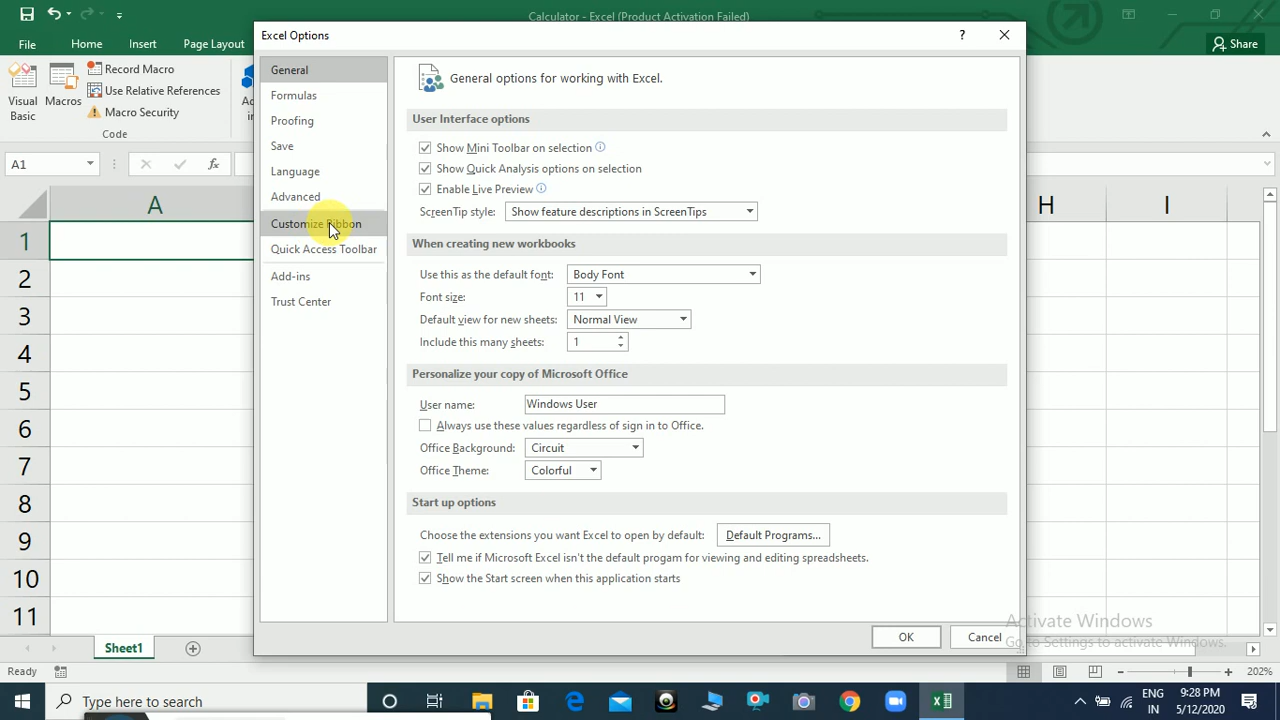 Calculator - Excel (Product Activation Failed)
File Home Insert Page Layout
Share
Visual Basic
Macros
Record Macro
Use Relative References
Macro Security
Code
A1
fx
Excel Options
?
General
Formulas
Proofing
Save
Language
Advanced
Customize Ribbon
Quick Access Toolbar
Add-ins
Trust Center
General options for working with Excel.
User Interface options
Show Mini Toolbar on selection
Show Quick Analysis options on selection
Enable Live Preview
ScreenTip style: Show feature descriptions in ScreenTips
When creating new workbooks
Use this as the default font: Body Font
Font size: 11
Default view for new sheets: Normal View
Include this many sheets: 1
Personalize your copy of Microsoft Office
User name: Windows User
Always use these values regardless of sign in to Office.
Office Background: Circuit
Office Theme: Colorful
Start up options
Choose the extensions you want Excel to open by default: Default Programs...
Tell me if Microsoft Excel isn't the default progam for viewing and editing spreadsheets.
Show the Start screen when this application starts
OK Cancel
A H I
1
2
3
4
5
6
7
8
9
10
11
Activate Windows
Go to Settings to activate Windows.
Sheet1
Ready
202%
Type here to search
ENG
IN
9:28 PM
5/12/2020